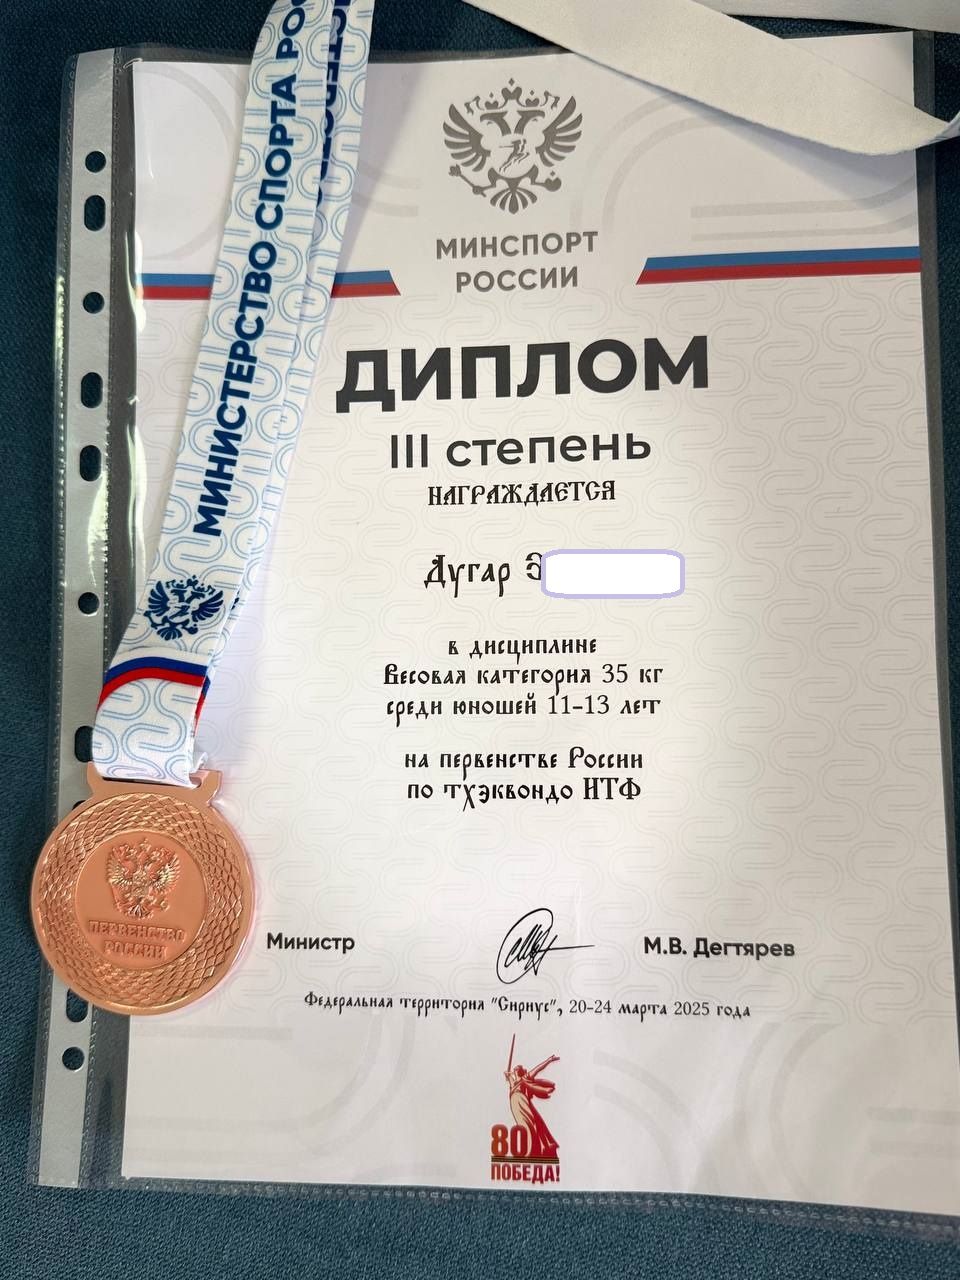 МИНИСТЕРСТВО СПОРТА РОС
МИНСПОРТ
РОССИИ
ДИПЛОМ
III степень
НАГРАЖДАЕТСЯ
Дугар Э
в дисциплине
Весовая категория 35 кг
среди юношей 11-13 лет
на первенстве России
по тхэквондо ИТФ
ПЕРВЕНСТВО
РОССИИ
Министр
М.В. Дегтярев
Федеральная территория "Сириус", 20-24 марта 2025 года
80
ПОБЕДА!